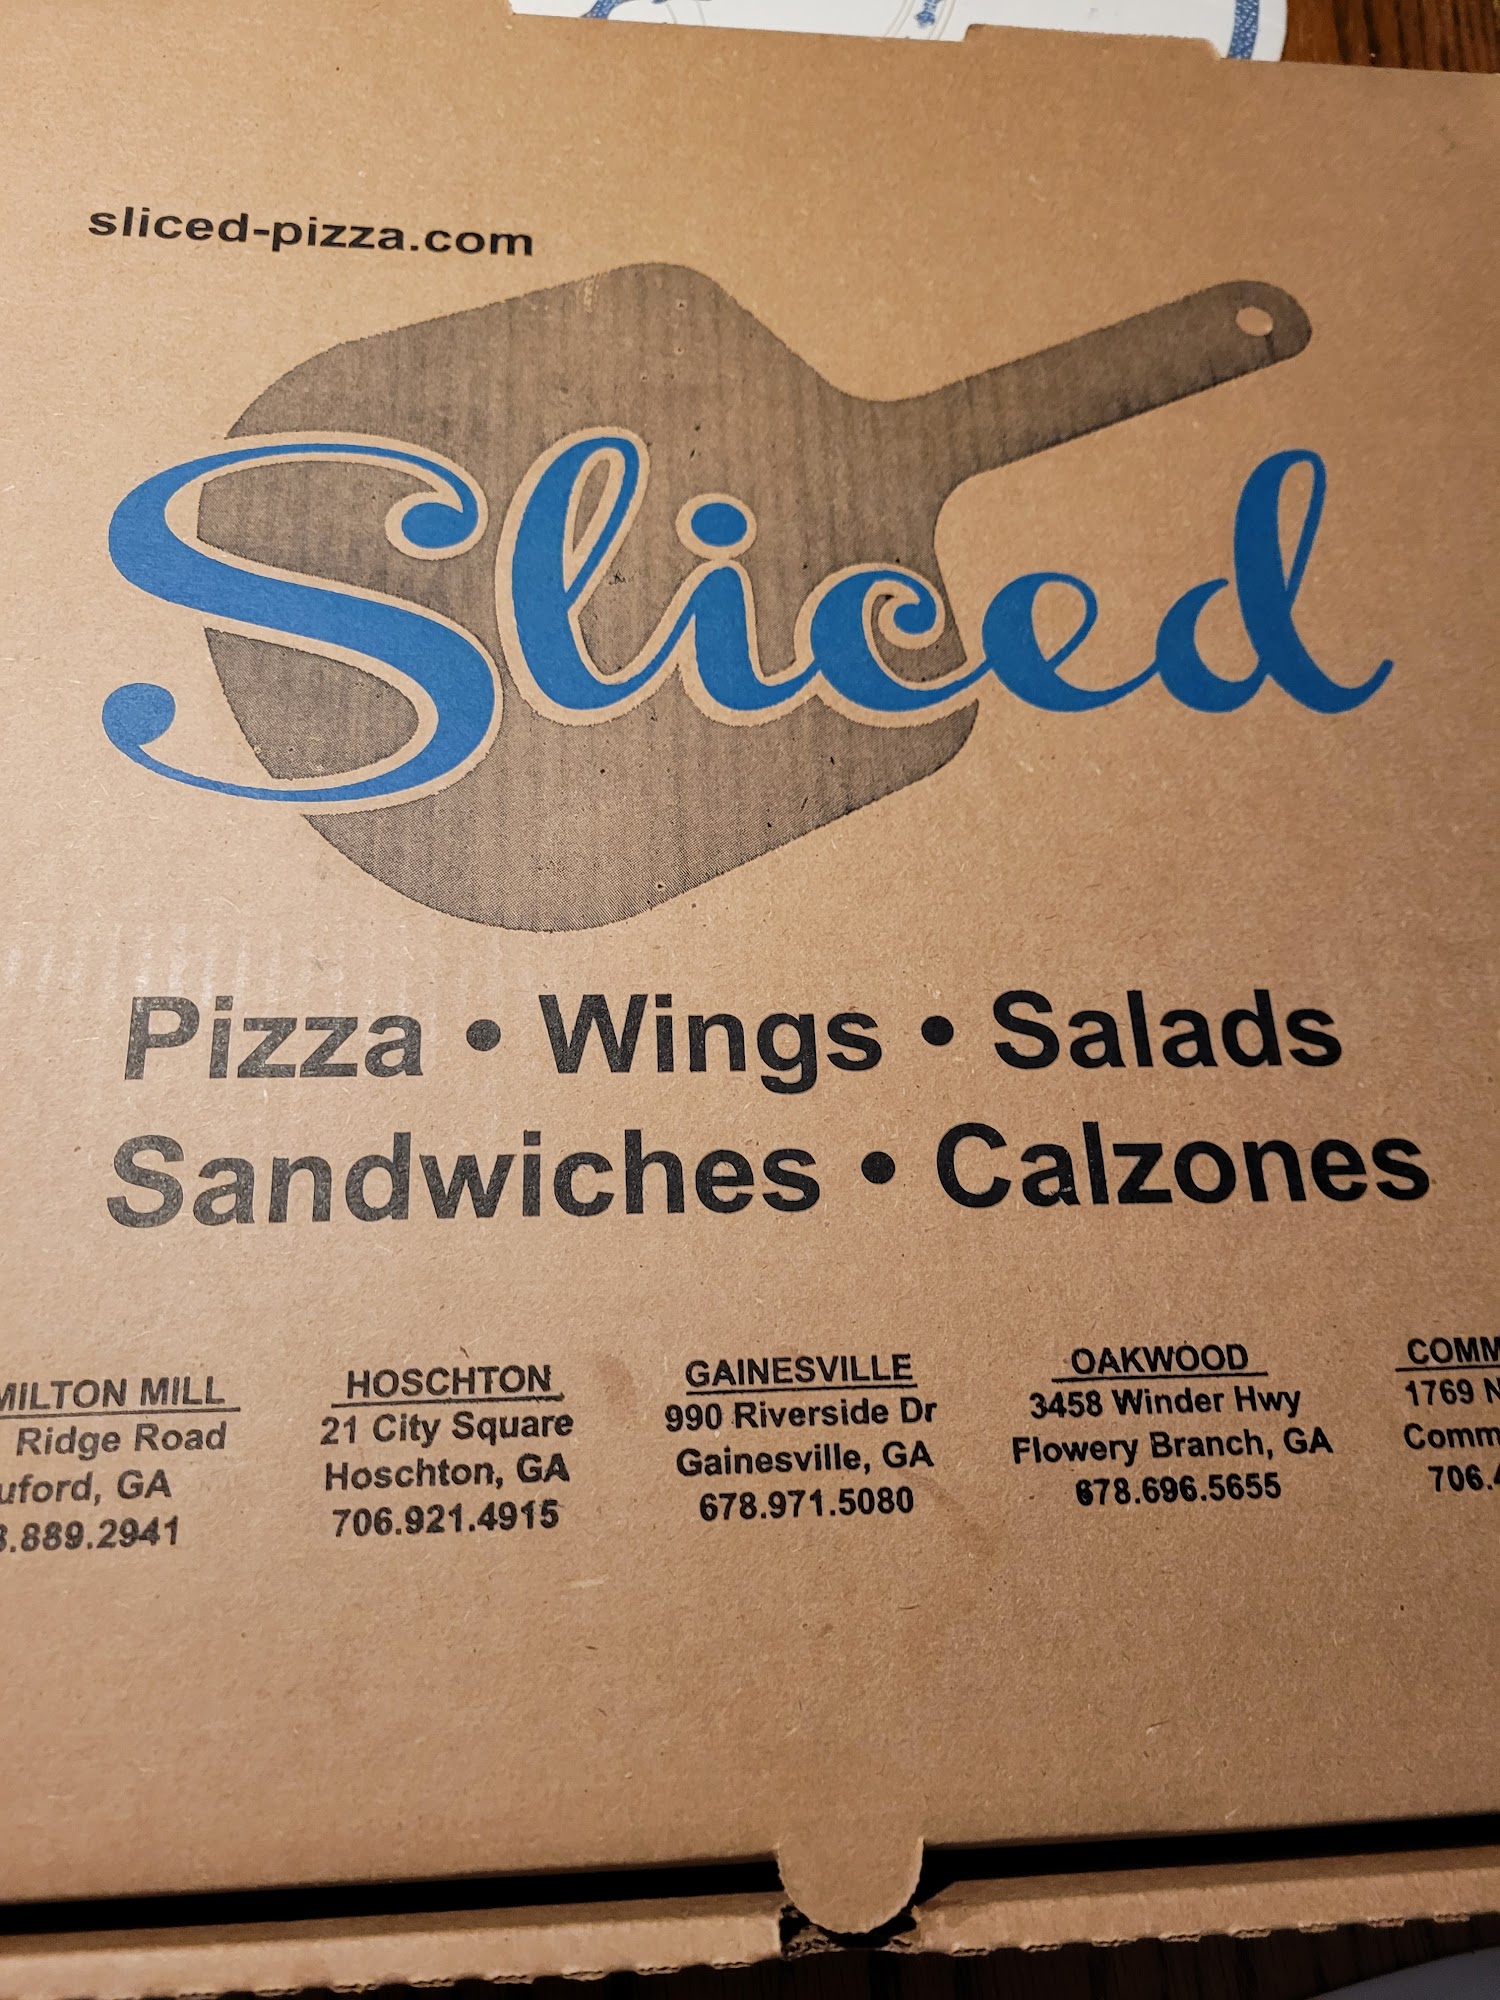 sliced-pizza.com
Sliced
Pizza • Wings • Salads
Sandwiches • Calzones
MILTON MILL
Ridge Road
uford, GA
.889.2941
HOSCHTON
21 City Square
Hoschton, GA
706.921.4915
GAINESVILLE
990 Riverside Dr
Gainesville, GA
678.971.5080
OAKWOOD
3458 Winder Hwy
Flowery Branch, GA
678.696.5655
COMM
1769 N
Comm
706.